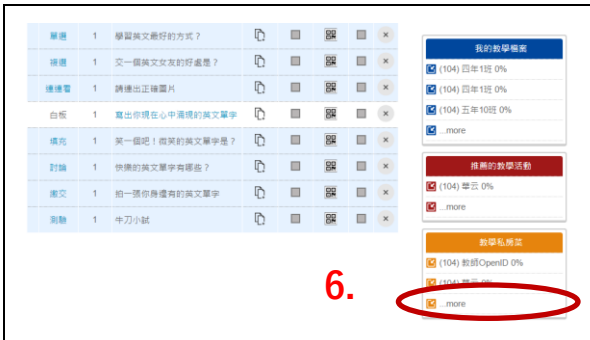 單選 1 學習英文最好的方式？
複選 1 交一個英文女友的好處是？
連連看 1 請連出正確圖片
白板 1 寫出你現在心中湧現的英文單字
填充 1 笑一個吧！微笑的英文單字是？
討論 1 快樂的英文單字有哪些？
繳交 1 拍一張你身邊有的英文單字
測驗 1 牛刀小試
我的教學檔案
(104) 四年1班 0%
(104) 四年1班 0%
(104) 五年10班 0%
...more
推薦的教學活動
(104) 單云 0%
...more
教學私房菜
(104) 教師OpenID 0%
(104) 單元 0%
...more
6.